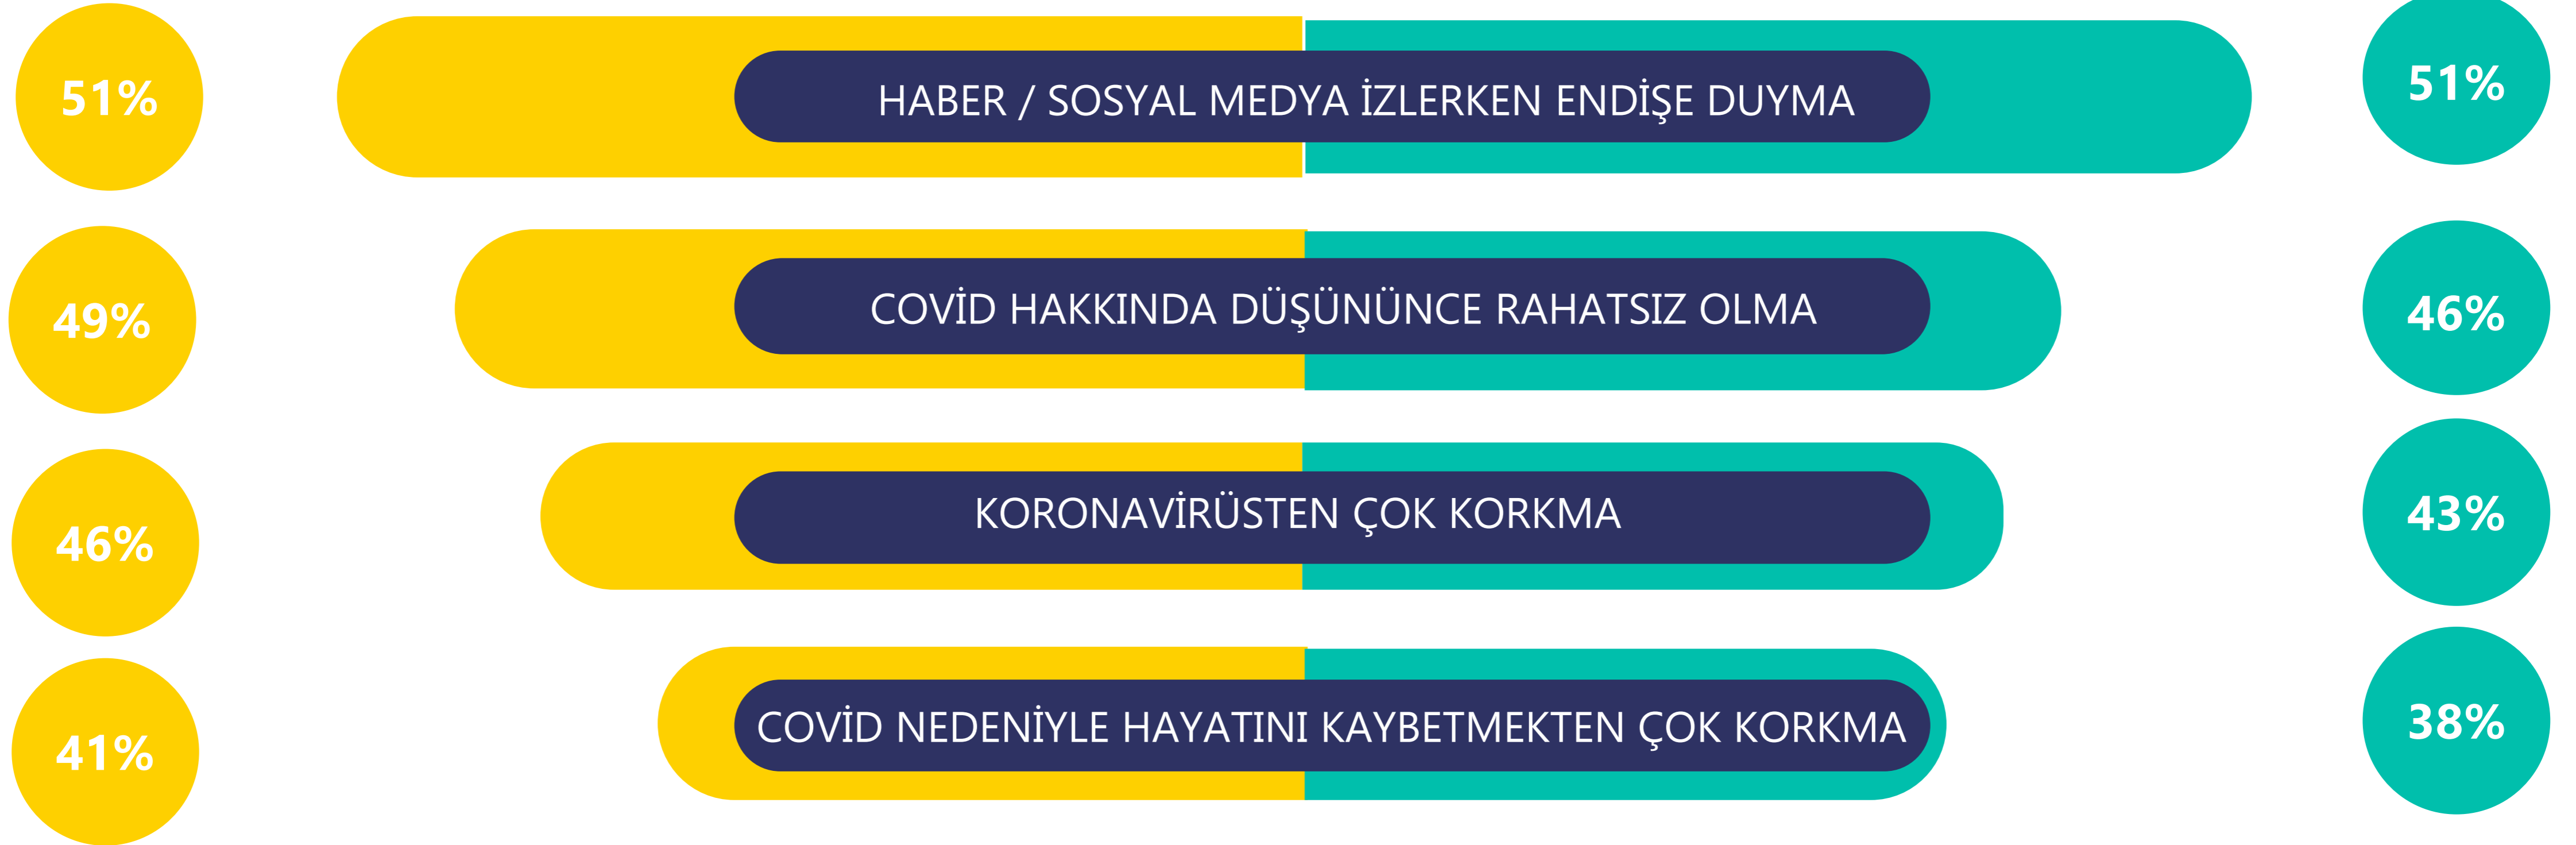 51% HABER / SOSYAL MEDYA İZLERKEN ENDİŞE DUYMA 51%
49% COVİD HAKKINDA DÜŞÜNÜNCE RAHATSIZ OLMA 46%
46% KORONAVİRÜSTEN ÇOK KORKMA 43%
41% COVİD NEDENİYLE HAYATINI KAYBETMEKTEN ÇOK KORKMA 38%